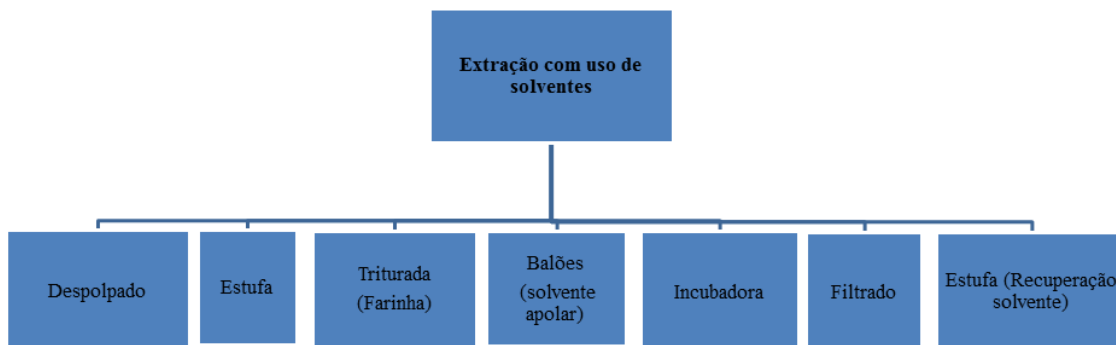 Extração com uso de
solventes
Despolpado
Estufa
Triturada
(Farinha)
Balões
(solvente
apolar)
Incubadora
Filtrado
Estufa (Recuperação
solvente)